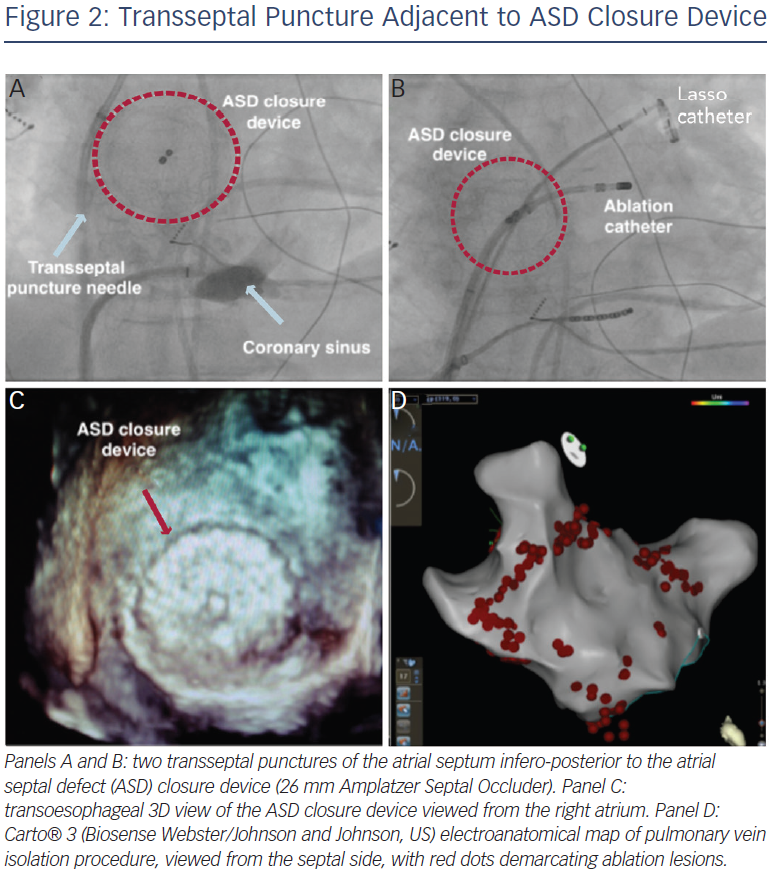 Figure 2: Transseptal Puncture Adjacent to ASD Closure Device
A
ASD closure
device
Transseptal
puncture needle
Coronary sinus
B
Lasso
catheter
ASD closure
device
Ablation
catheter
C
ASD closure
device
D
N/A.
17
Panels A and B: two transseptal punctures of the atrial septum infero-posterior to the atrial
septal defect (ASD) closure device (26 mm Amplatzer Septal Occluder). Panel C:
transoesophageal 3D view of the ASD closure device viewed from the right atrium. Panel D:
Carto® 3 (Biosense Webster/Johnson and Johnson, US) electroanatomical map of pulmonary vein
isolation procedure, viewed from the septal side, with red dots demarcating ablation lesions.